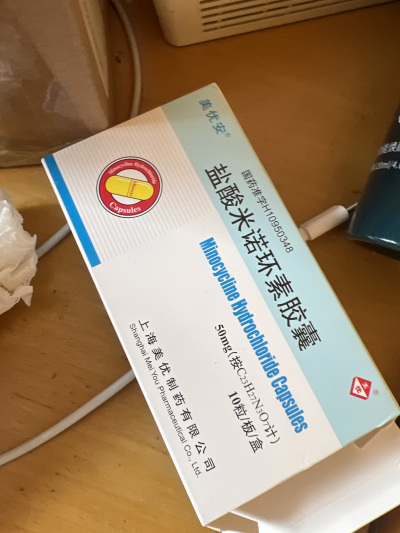 美优安®
国药准字H10950348
盐酸米诺环素胶囊
Minocycline Hydrochloride Capsules
50mg(按C₂₃H₂₇N₃O₇计)
10粒/板/盒
上海美优制药有限公司
Shanghai Mei You Pharmaceutical Co., Ltd.
Minocycline Hydrochloride
Capsules